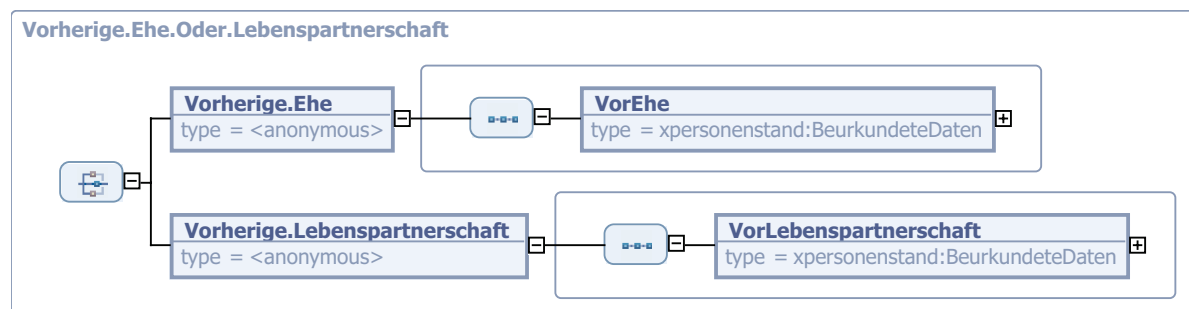 Vorherige.Ehe.Oder.Lebenspartnerschaft
Vorherige.Ehe
type = <anonymous>
VorEhe
type = xpersonenstand:BeurkundeteDaten
Vorherige.Lebenspartnerschaft
type = <anonymous>
VorLebenspartnerschaft
type = xpersonenstand:BeurkundeteDaten